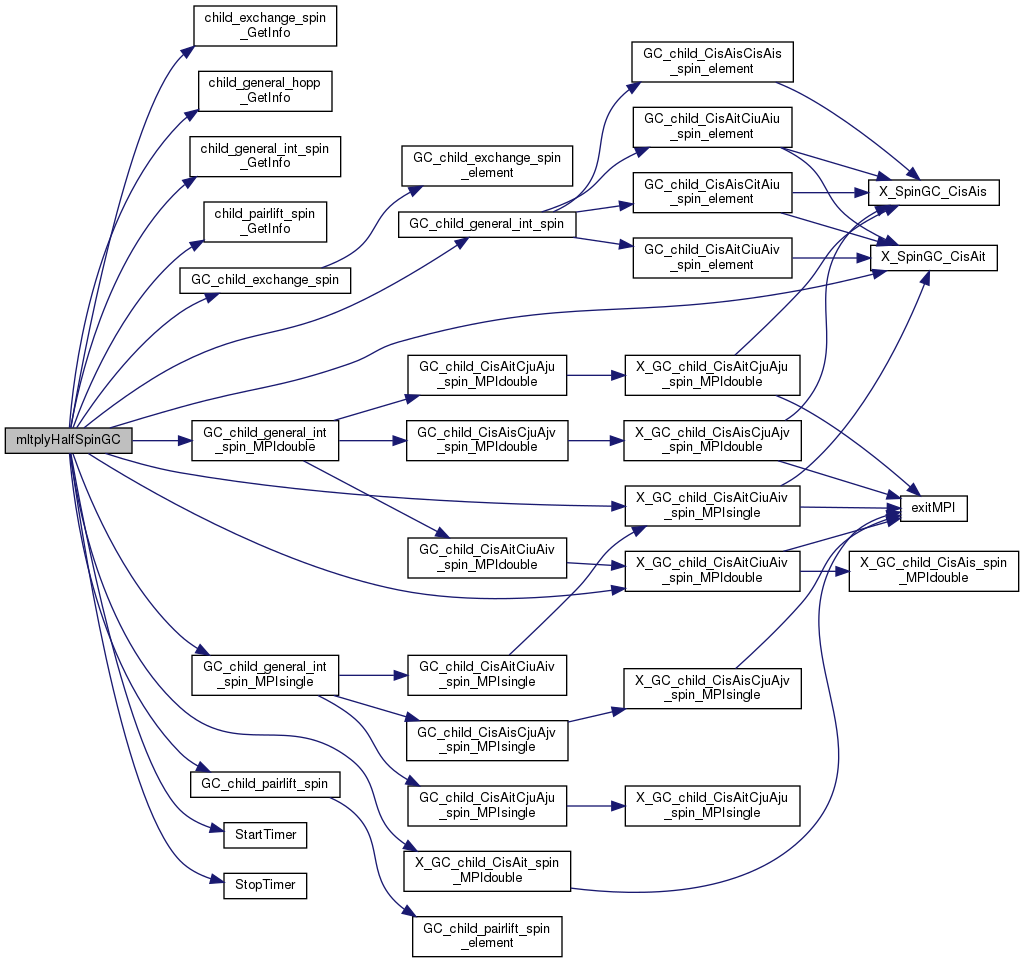 child_exchange_spin
_GetInfo
child_general_hopp
_GetInfo
child_general_int_spin
_GetInfo
child_pairlift_spin
_GetInfo
GC_child_exchange_spin
mltplyHalfSpinGC
GC_child_general_int
_spin_MPIdouble
GC_child_general_int
_spin_MPIsingle
GC_child_pairlift_spin
StartTimer
StopTimer
GC_child_exchange_spin
_element
GC_child_general_int_spin
GC_child_CisAitCjuAju
_spin_MPIdouble
GC_child_CisAisCjuAjv
_spin_MPIdouble
GC_child_CisAitCiuAiv
_spin_MPIdouble
GC_child_CisAitCiuAiv
_spin_MPIsingle
GC_child_CisAisCjuAjv
_spin_MPIsingle
GC_child_CisAitCjuAju
_spin_MPIsingle
X_GC_child_CisAit_spin
_MPIdouble
GC_child_pairlift_spin
_element
GC_child_CisAisCisAis
_spin_element
GC_child_CisAitCiuAiu
_spin_element
GC_child_CisAisCitAiu
_spin_element
GC_child_CisAitCiuAiv
_spin_element
X_GC_child_CisAitCjuAju
_spin_MPIdouble
X_GC_child_CisAisCjuAjv
_spin_MPIdouble
X_GC_child_CisAitCiuAiv
_spin_MPIsingle
X_GC_child_CisAitCiuAiv
_spin_MPIdouble
X_GC_child_CisAisCjuAjv
_spin_MPIsingle
X_GC_child_CisAitCjuAju
_spin_MPIsingle
X_SpinGC_CisAis
X_SpinGC_CisAit
exitMPI
X_GC_child_CisAis_spin
_MPIdouble